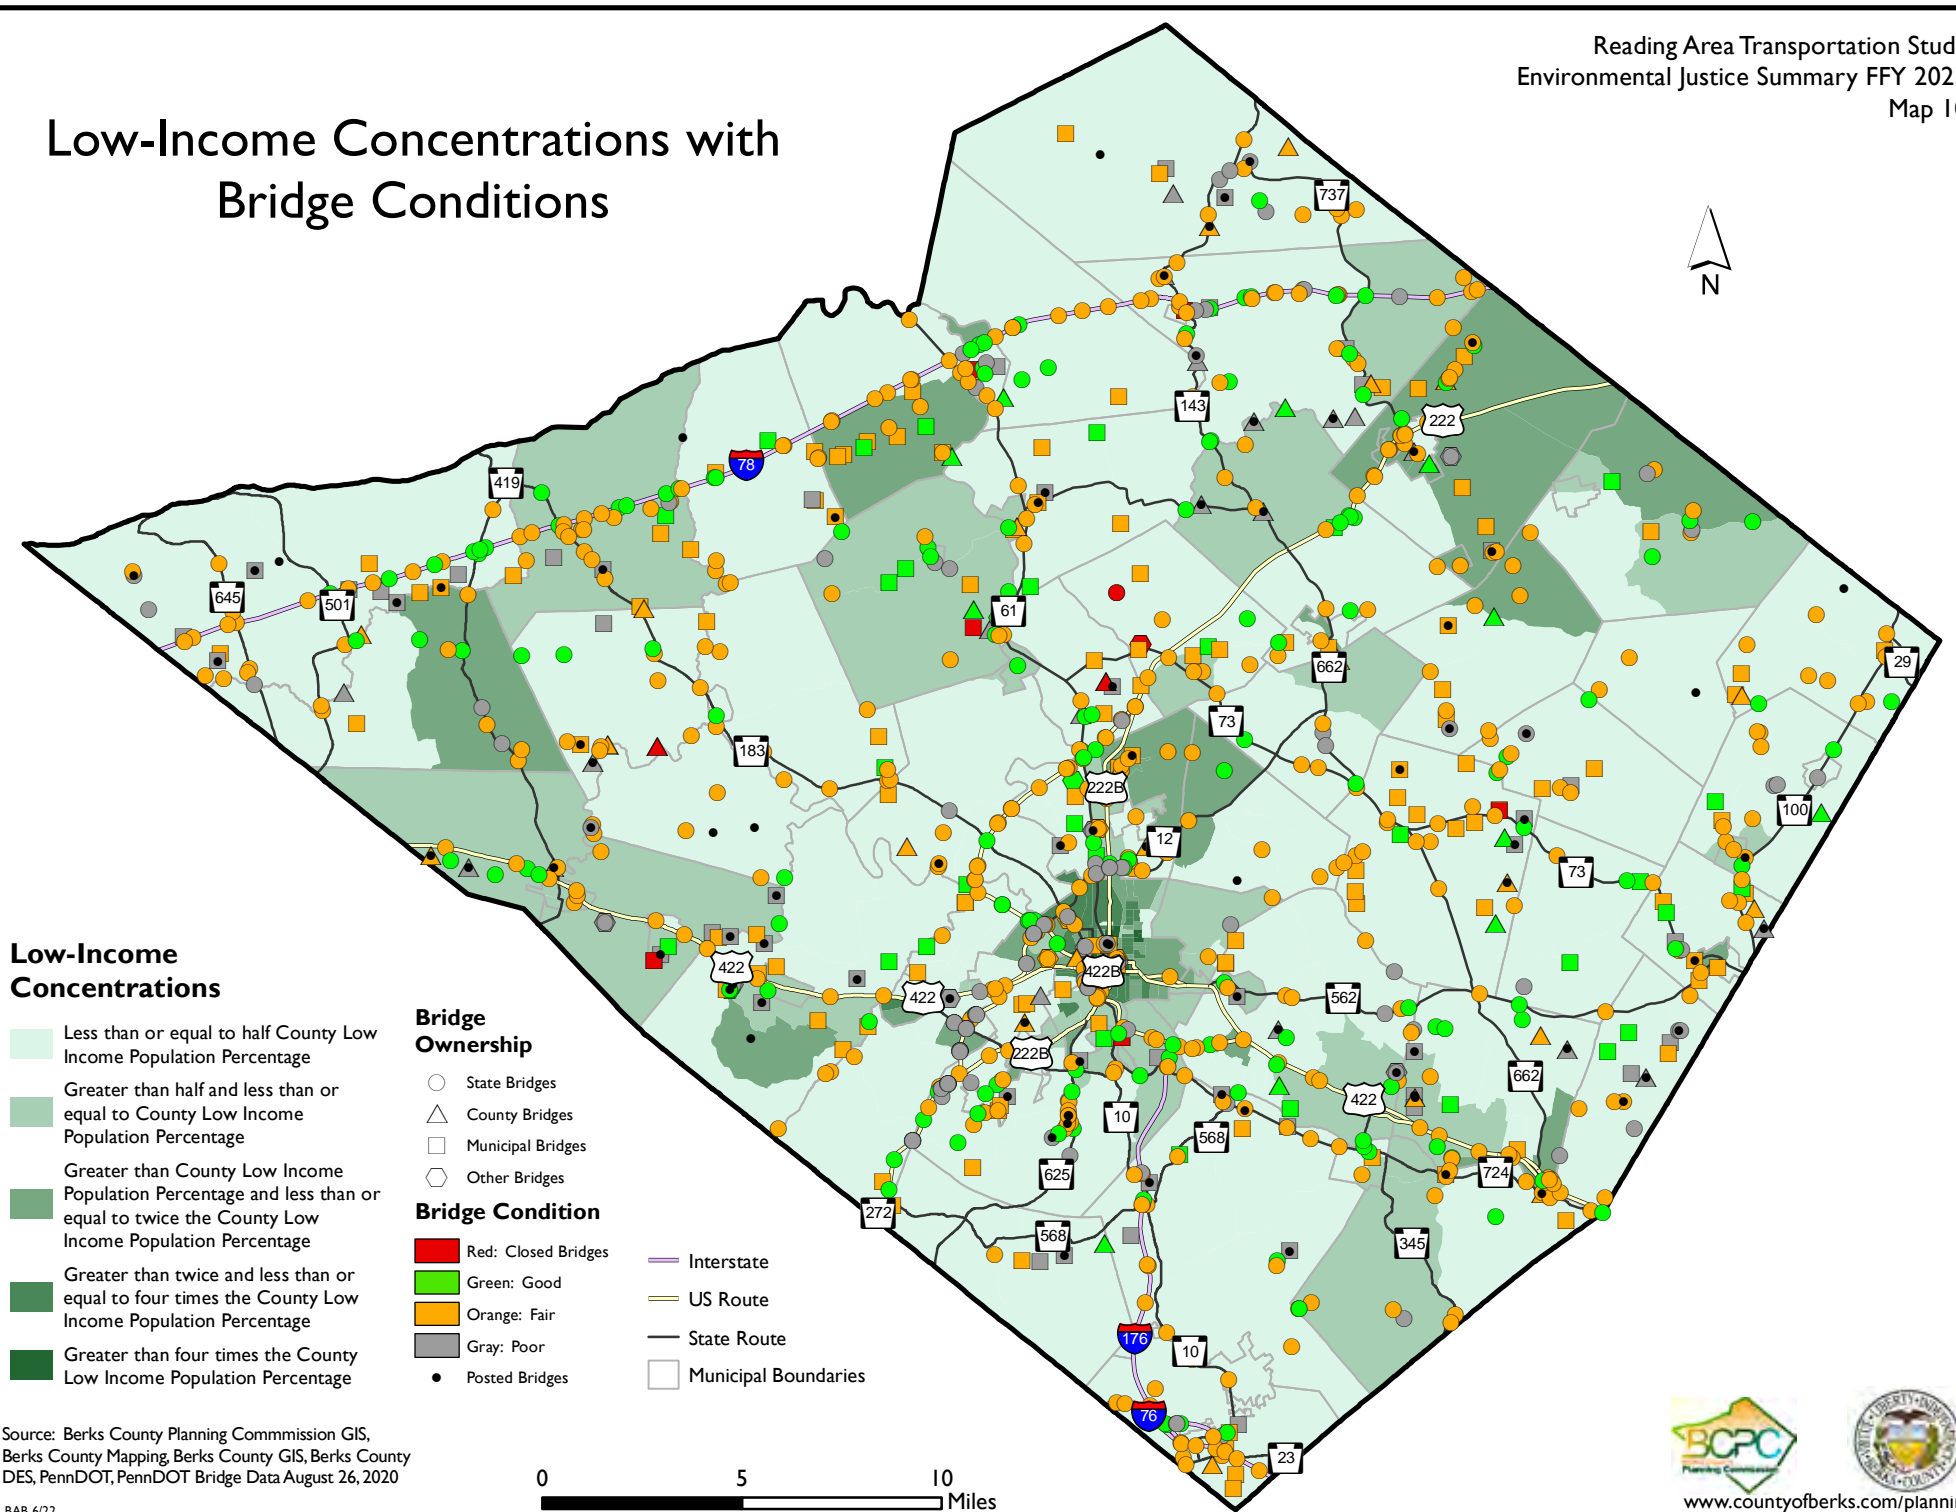 Reading Area Transportation Stud
Environmental Justice Summary FFY 202
Map 1
Low-Income Concentrations with
Bridge Conditions
N
737
143
222
78
419
645
501
61
662
29
73
183
222B
12
100
73
422
422B
422
562
222B
662
422
10
568
625
724
272
568
345
176
10
76
23
Low-Income
Concentrations
Less than or equal to half County Low
Income Population Percentage
Greater than half and less than or
equal to County Low Income
Population Percentage
Greater than County Low Income
Population Percentage and less than or
equal to twice the County Low
Income Population Percentage
Greater than twice and less than or
equal to four times the County Low
Income Population Percentage
Greater than four times the County
Low Income Population Percentage
Bridge
Ownership
State Bridges
County Bridges
Municipal Bridges
Other Bridges
Bridge Condition
Red: Closed Bridges
Green: Good
Orange: Fair
Gray: Poor
Posted Bridges
Interstate
US Route
State Route
Municipal Boundaries
Source: Berks County Planning Commmission GIS,
Berks County Mapping, Berks County GIS, Berks County
DES, PennDOT, PennDOT Bridge Data August 26, 2020
BAB 6/22
0 5 10
Miles
BCPC
Planning Commission
www.countyofberks.com/plannin